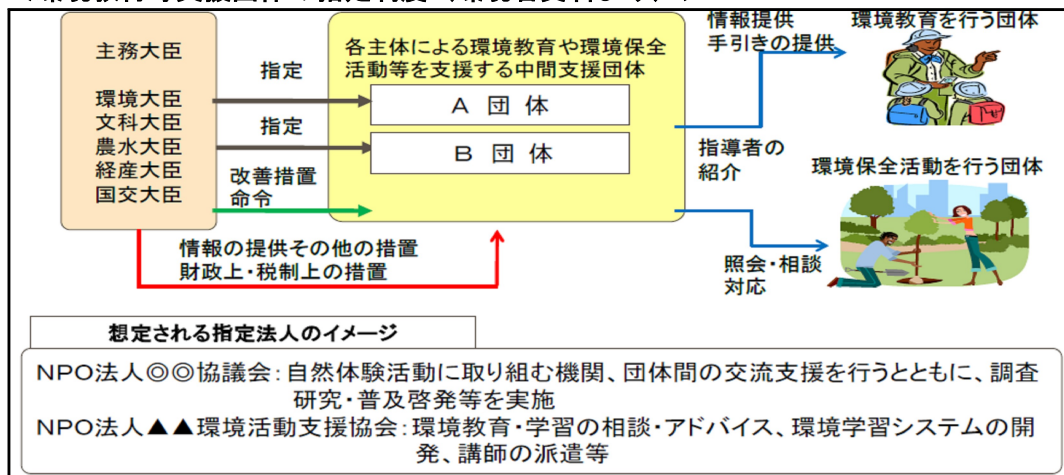 主務大臣
環境大臣
文科大臣
農水大臣
経産大臣
国交大臣
指定
指定
改善措置
命令
各主体による環境教育や環境保全
活動等を支援する中間支援団体
A 団 体
B 団 体
情報の提供その他の措置
財政上・税制上の措置
情報提供
手引きの提供
指導者の
紹介
照会・相談
対応
環境教育を行う団体
環境保全活動を行う団体
想定される指定法人のイメージ
NPO法人◎◎協議会：自然体験活動に取り組む機関、団体間の交流支援を行うとともに、調査
研究・普及啓発等を実施
NPO法人▲▲環境活動支援協会：環境教育・学習の相談・アドバイス、環境学習システムの開
発、講師の派遣等